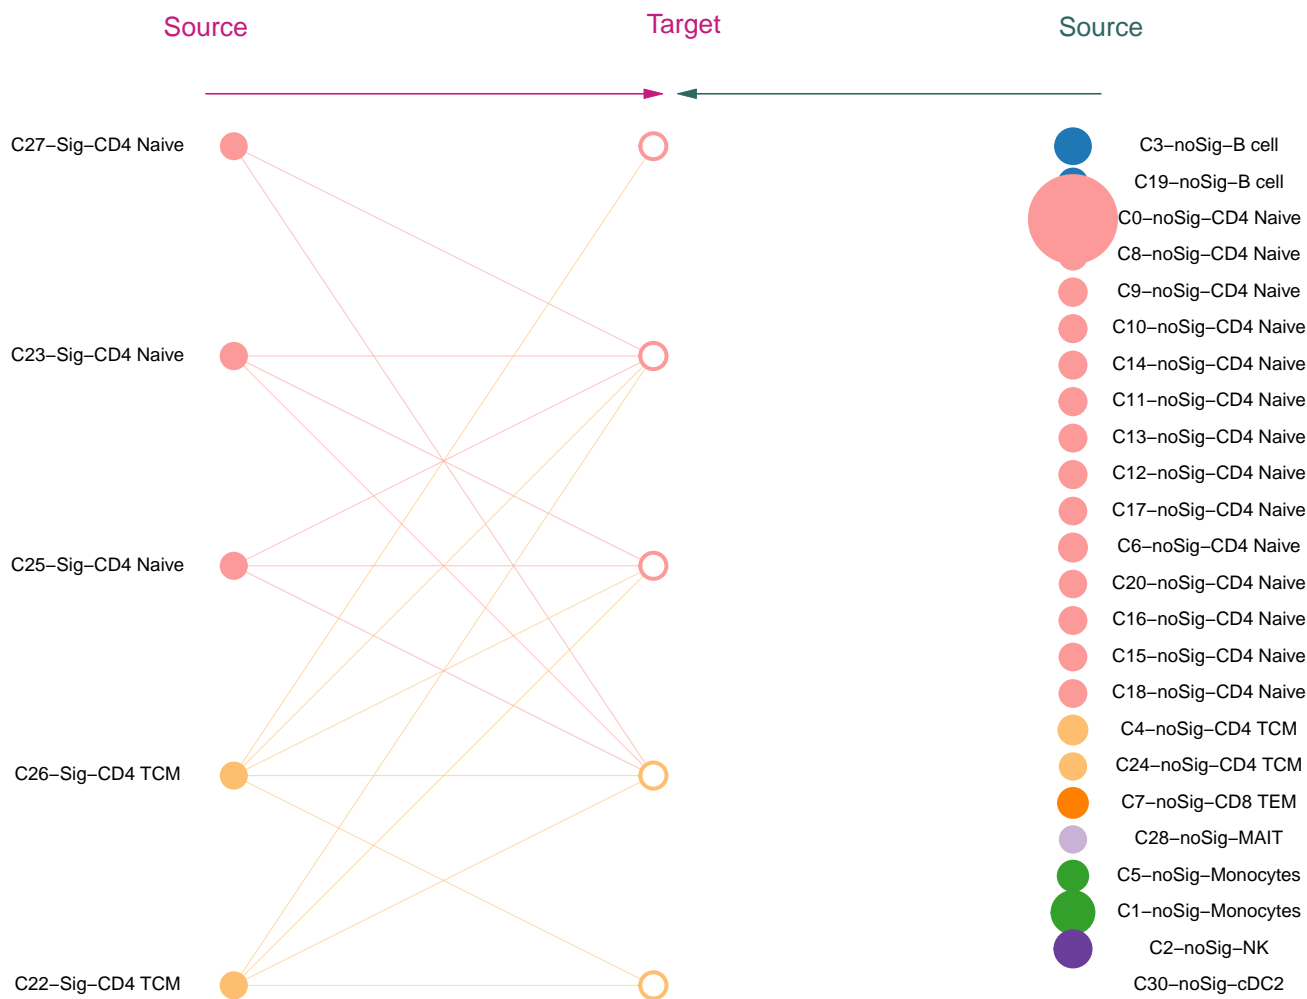 Source
Target
Source
C27−Sig−CD4 Naive
C23−Sig−CD4 Naive
C25−Sig−CD4 Naive
C26−Sig−CD4 TCM
C22−Sig−CD4 TCM
C3−noSig−B cell
C19−noSig−B cell
C0−noSig−CD4 Naive
C8−noSig−CD4 Naive
C9−noSig−CD4 Naive
C10−noSig−CD4 Naive
C14−noSig−CD4 Naive
C11−noSig−CD4 Naive
C13−noSig−CD4 Naive
C12−noSig−CD4 Naive
C17−noSig−CD4 Naive
C6−noSig−CD4 Naive
C20−noSig−CD4 Naive
C16−noSig−CD4 Naive
C15−noSig−CD4 Naive
C18−noSig−CD4 Naive
C4−noSig−CD4 TCM
C24−noSig−CD4 TCM
C7−noSig−CD8 TEM
C28−noSig−MAIT
C5−noSig−Monocytes
C1−noSig−Monocytes
C2−noSig−NK
C30−noSig−cDC2